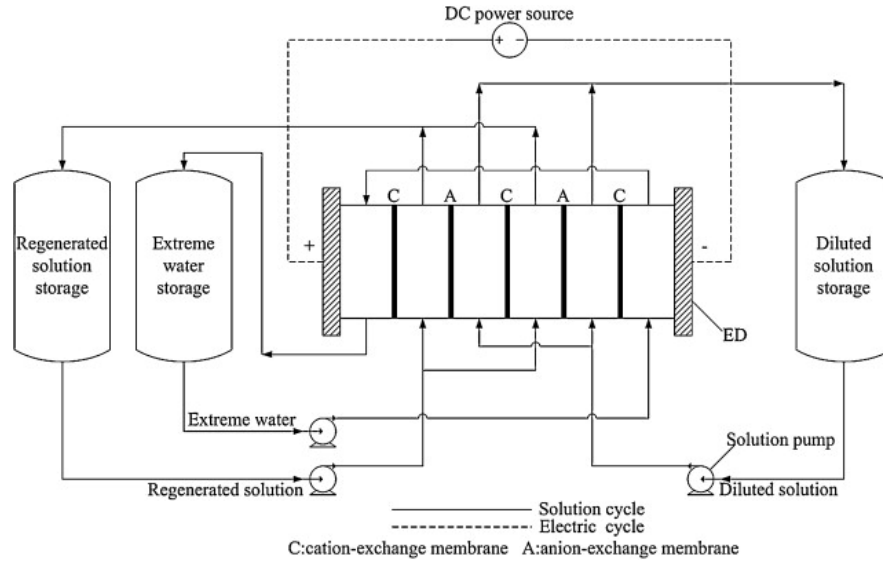 DC power source
+ -
C A C A C
Regenerated
solution
storage
Extreme
water
storage
+
-
Diluted
solution
storage
ED
Extreme water
Solution pump
Regenerated solution
Diluted solution
Solution cycle
Electric cycle
C:cation-exchange membrane A:anion-exchange membrane